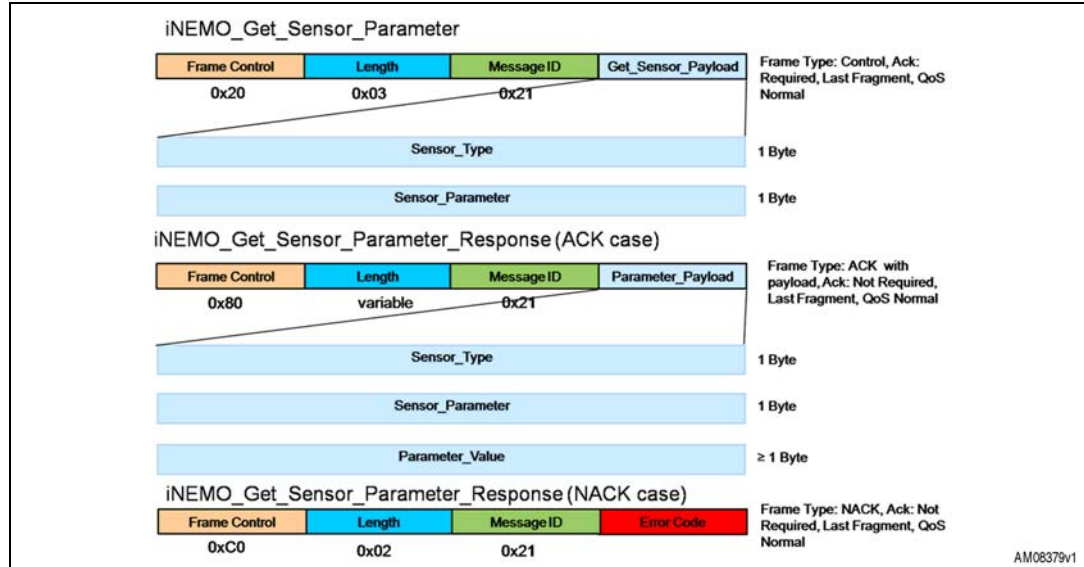 iNEMO_Get_Sensor_Parameter
Frame Control Length Message ID Get_Sensor_Payload
Frame Type: Control, Ack:
Required, Last Fragment, QoS
Normal
0x20 0x03 0x21
Sensor_Type 1 Byte
Sensor_Parameter 1 Byte
iNEMO_Get_Sensor_Parameter_Response (ACK case)
Frame Control Length Message ID Parameter_Payload
Frame Type: ACK with
payload, Ack: Not Required,
Last Fragment, QoS Normal
0x80 variable 0x21
Sensor_Type 1 Byte
Sensor_Parameter 1 Byte
Parameter_Value ≥ 1 Byte
iNEMO_Get_Sensor_Parameter_Response (NACK case)
Frame Control Length Message ID Error Code
Frame Type: NACK, Ack: Not
Required, Last Fragment, QoS
Normal
0xC0 0x02 0x21
AM08379v1